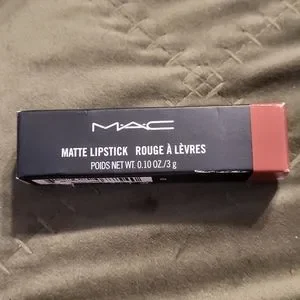 M·A·C
MATTE LIPSTICK ROUGE À LÈVRES
POIDS NET WT. 0.10 OZ./3 g